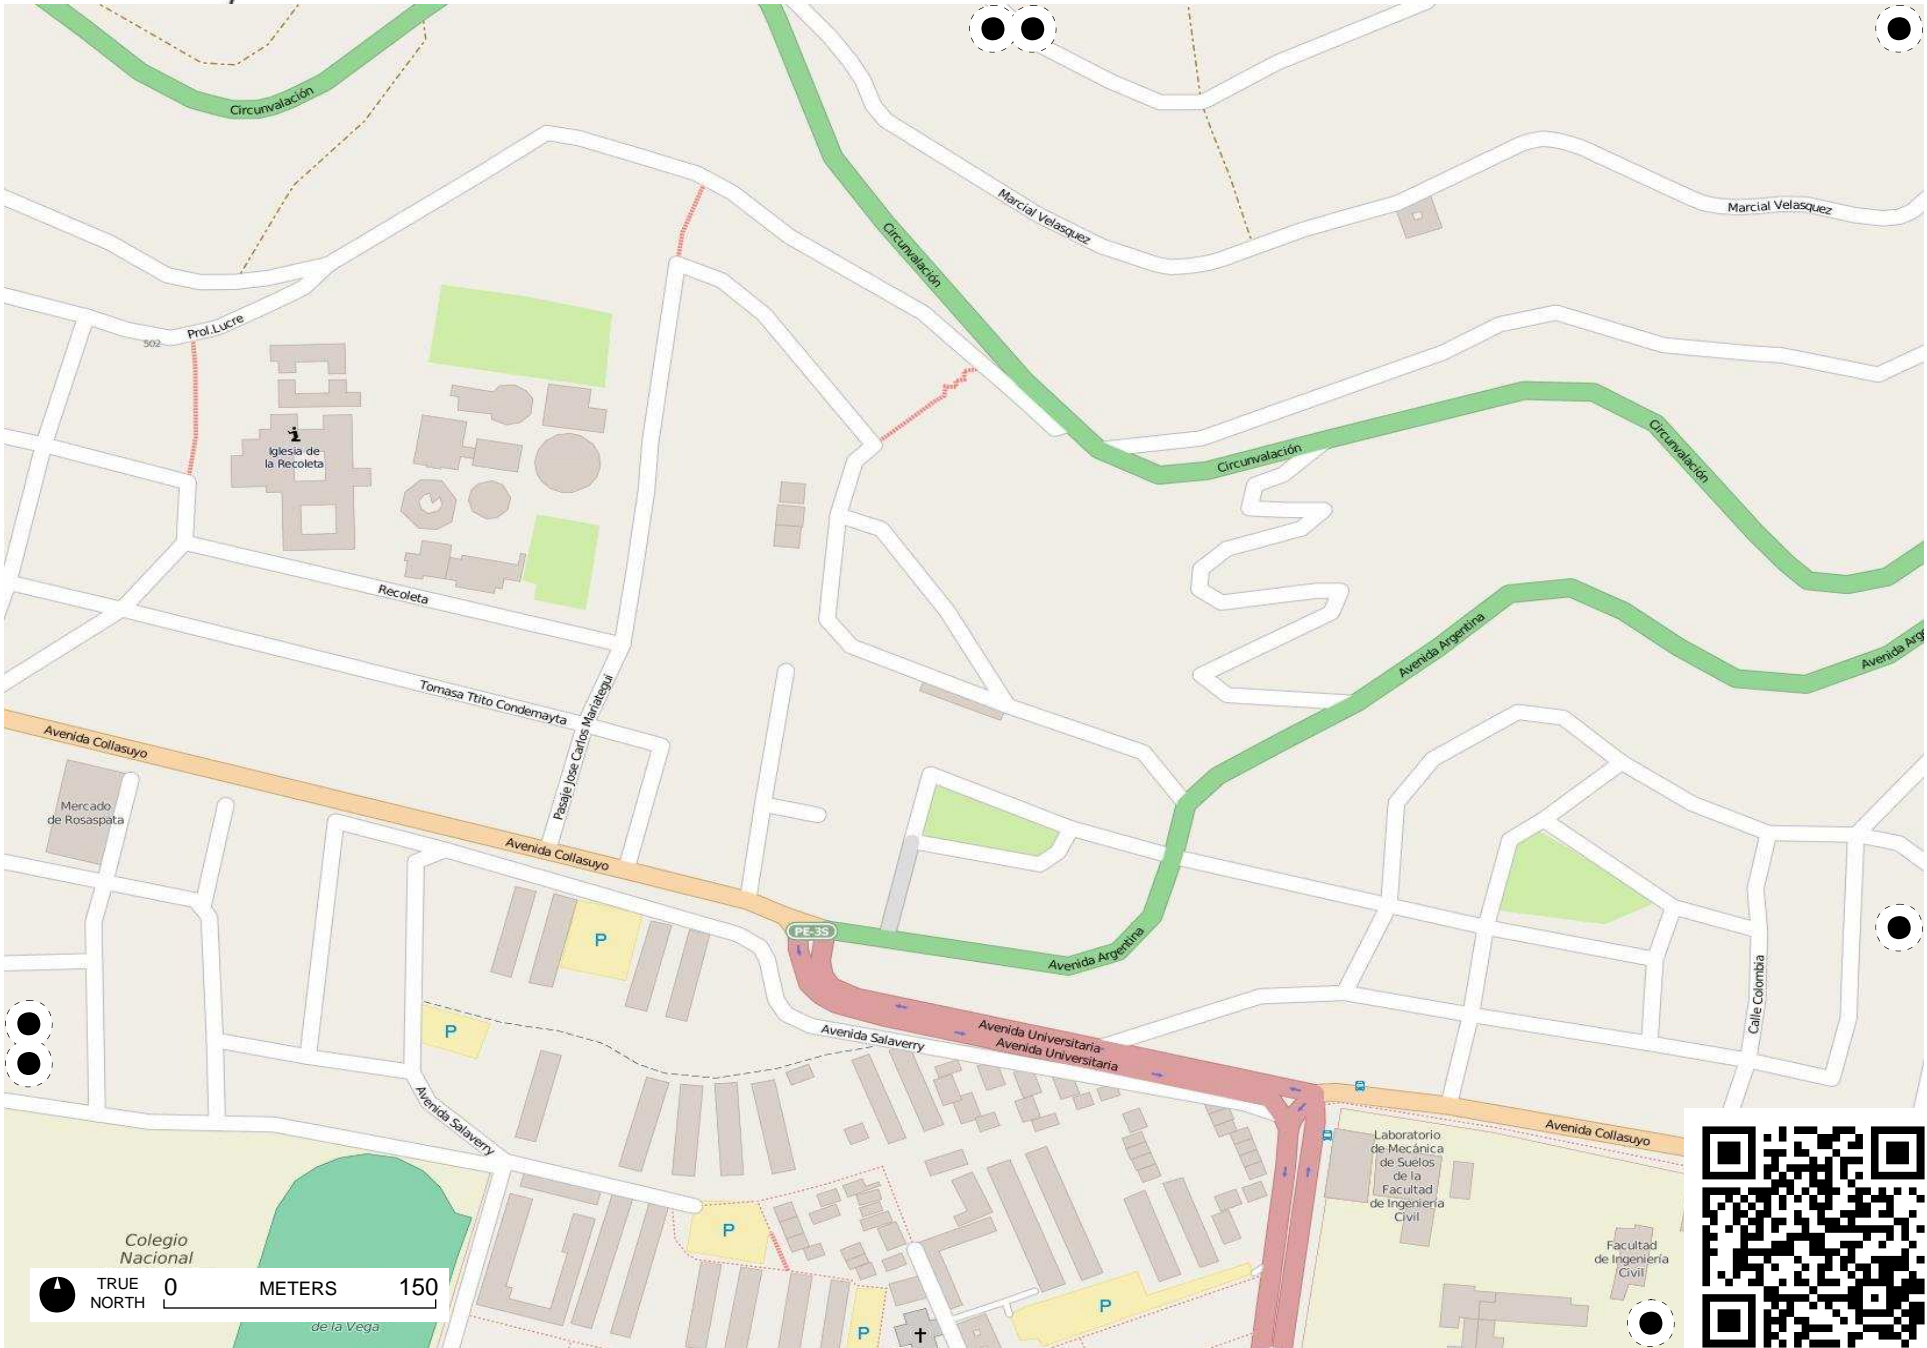 Circunvalación
Marcial Velasquez
Marcial Velasquez
Circunvalación
Prol.Lucre
502
Iglesia de
la Recoleta
Circunvalación
Circunvalación
Recoleta
Avenida Argentina
Avenida Arge
Tomasa Ttito Condemayta
Pasaje Jose Carlos Mariategui
Avenida Collasuyo
Mercado
de Rosaspata
Avenida Collasuyo
PE-3S
P
Avenida Argentina
Calle Colombia
P
Avenida Salaverry
Avenida Universitaria
Avenida Universitaria
Avenida Salaverry
Avenida Collasuyo
Laboratorio
de Mecánica
de Suelos
de la
Facultad
de Ingeniería
Civil
P
Colegio
Nacional
Facultad
de Ingeniería
Civil
TRUE
NORTH
0 METERS 150
de la Vega
P
P